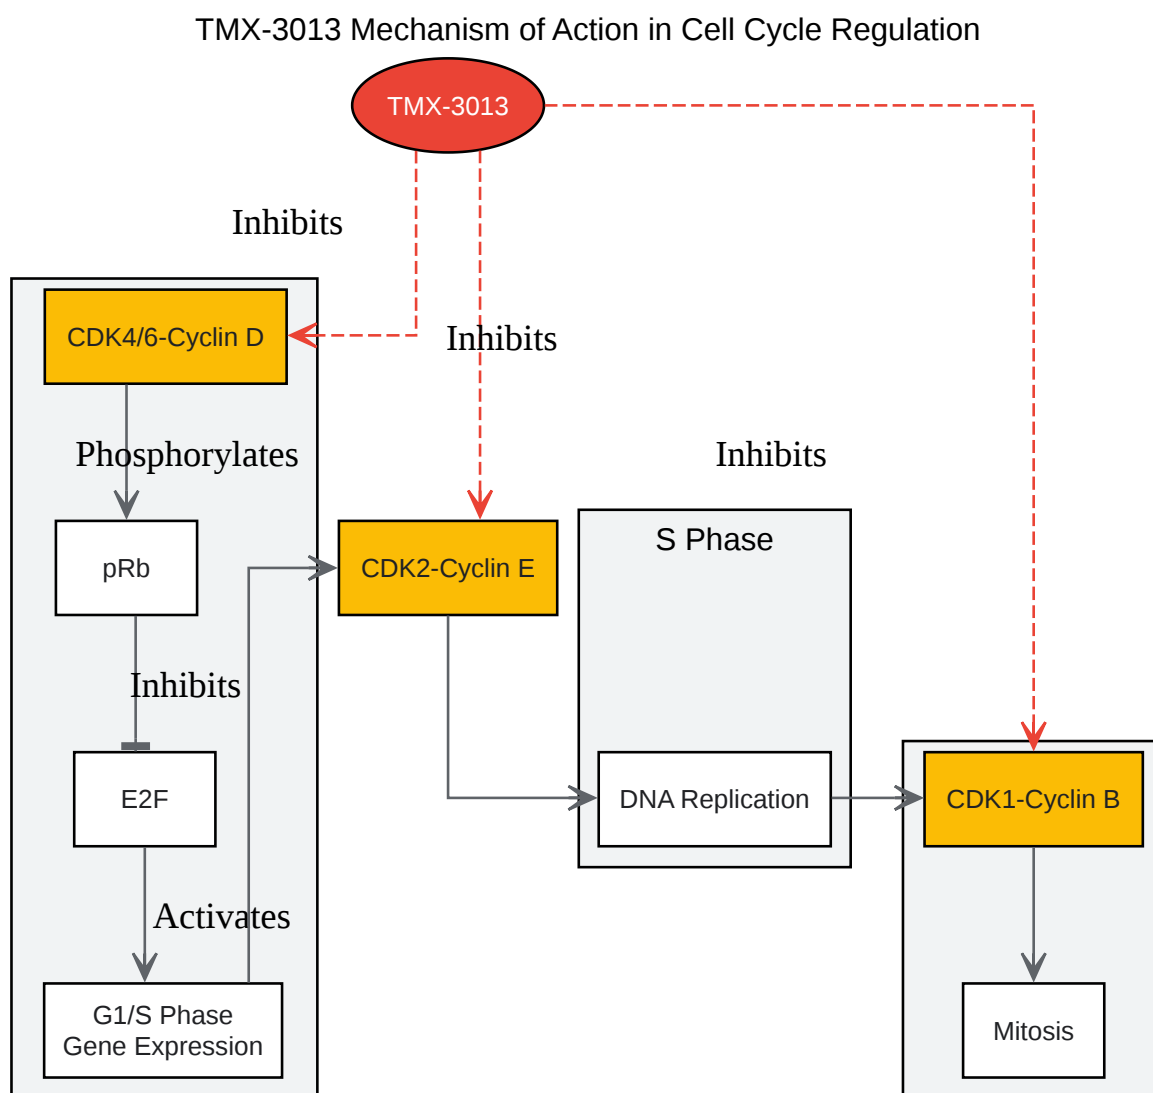 TMX-3013 Mechanism of Action in Cell Cycle Regulation
TMX-3013
Inhibits
CDK4/6-Cyclin D
Inhibits
Phosphorylates
Inhibits
pRb
CDK2-Cyclin E
S Phase
Inhibits
E2F
DNA Replication
CDK1-Cyclin B
Activates
G1/S Phase
Gene Expression
Mitosis